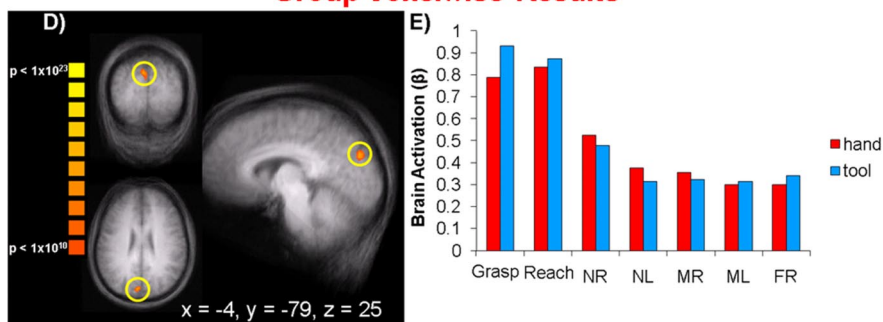 D)
p < 1x10²³
p < 1x10¹⁰
x = -4, y = -79, z = 25
E)
Brain Activation (β)
1
0.9
0.8
0.7
0.6
0.5
0.4
0.3
0.2
0.1
0
Grasp Reach NR NL MR ML FR
hand
tool